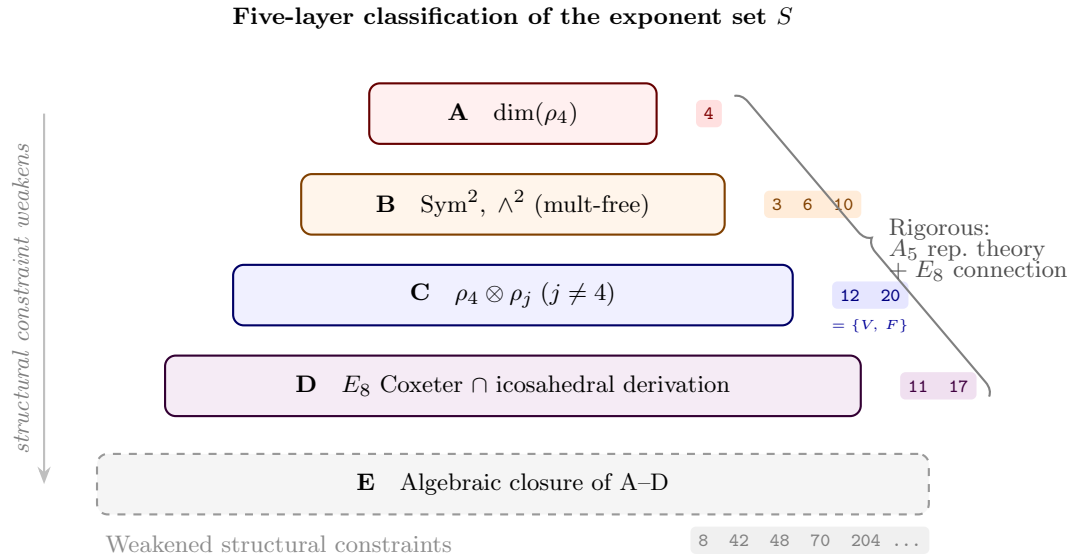 Five-layer classification of the exponent set S
A dim(ρ₄)
4
B Sym², ∧² (mult-free)
3 6 10
Rigorous:
A₅ rep. theory
+ E₈ connection
C ρ₄ ⊗ ρⱼ (j ≠ 4)
12 20
= {V, F}
D E₈ Coxeter ∩ icosahedral derivation
11 17
structural constraint weakens
E Algebraic closure of A–D
Weakened structural constraints
8 42 48 70 204 ...